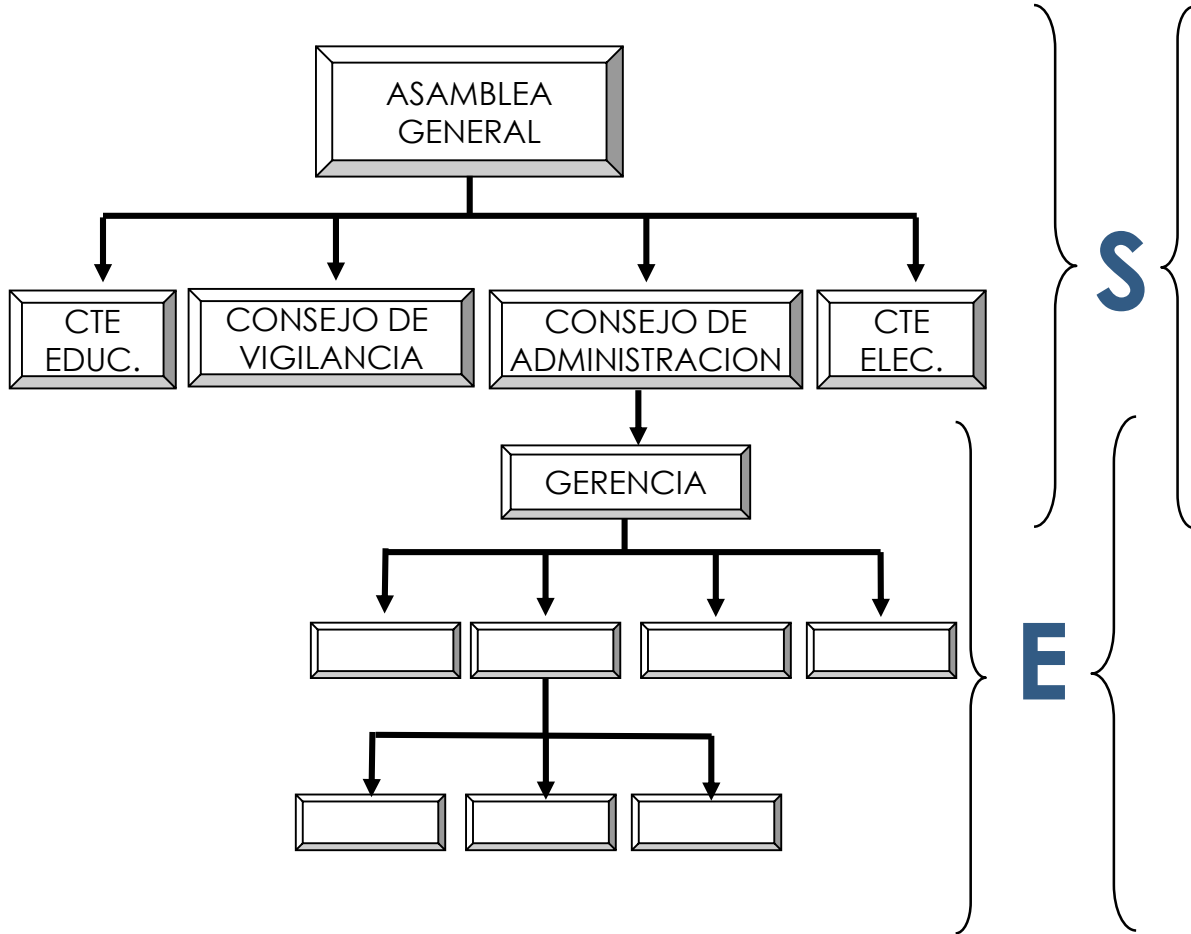 ASAMBLEA
GENERAL
S
CTE
EDUC.
CONSEJO DE
VIGILANCIA
CONSEJO DE
ADMINISTRACION
CTE
ELEC.
GERENCIA
E